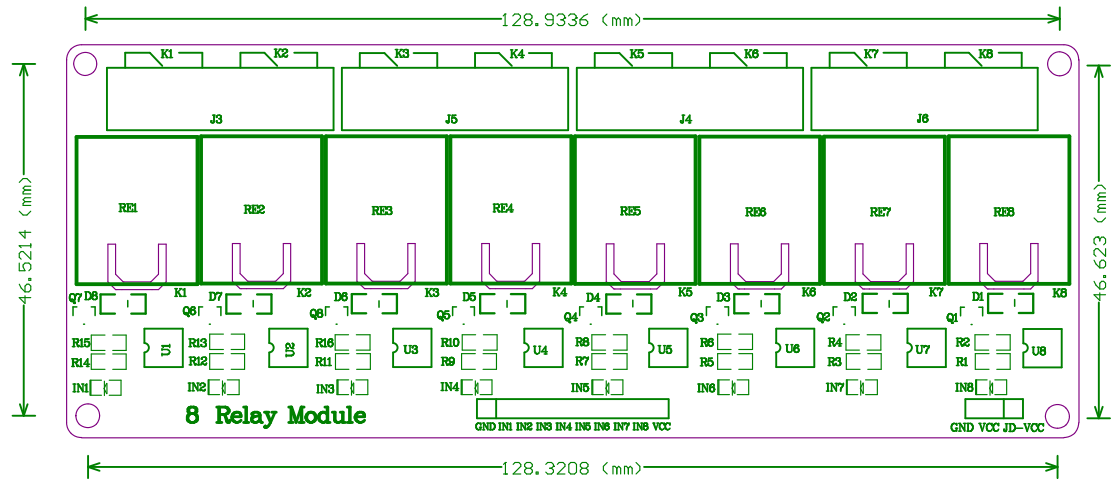 128.9336 (mm)
K1 K2 K3 K4 K5 K6 K7 K8
J3 J5 J4 J6
46.5214 (mm)
46.623 (mm)
RE1 RE2 RE3 RE4 RE5 RE6 RE7 RE8
K1 K2 K3 K4 K5 K6 K7 K8
Q7 D8 Q6 D7 Q8 D6 Q5 D5 Q4 D4 Q3 D3 Q2 D2 Q1 D1
R15 R13 R16 R10 R8 R6 R4 R2
U1 U2 U3 U4 U5 U6 U7 U8
R14 R12 R11 R9 R7 R5 R3 R1
IN1 IN2 IN3 IN4 IN5 IN6 IN7 IN8
8 Relay Module
GND IN1 IN2 IN3 IN4 IN5 IN6 IN7 IN8 VCC
GND VCC JD-VCC
128.3208 (mm)